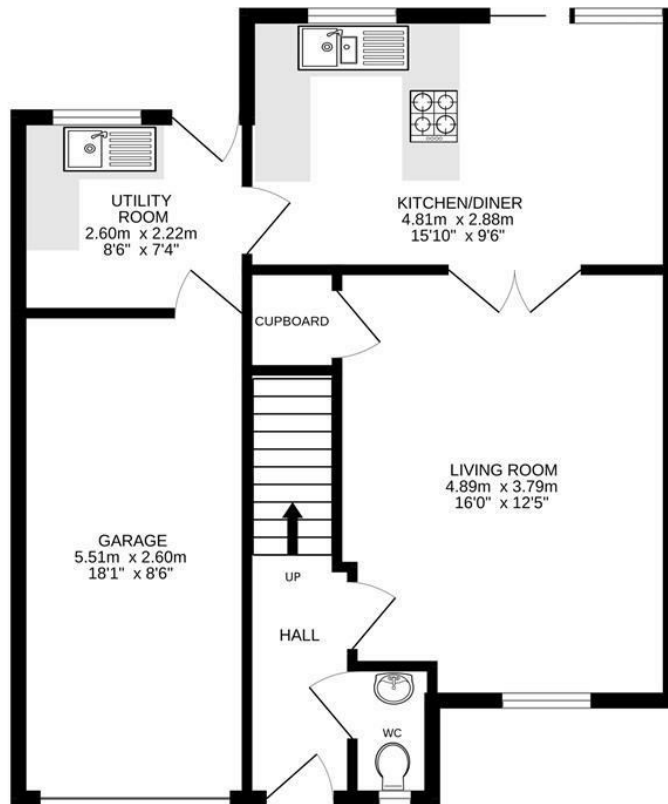 UTILITY
ROOM
2.60m x 2.22m
8'6" x 7'4"
KITCHEN/DINER
4.81m x 2.88m
15'10" x 9'6"
CUPBOARD
LIVING ROOM
4.89m x 3.79m
16'0" x 12'5"
GARAGE
5.51m x 2.60m
18'1" x 8'6"
UP
HALL
WC